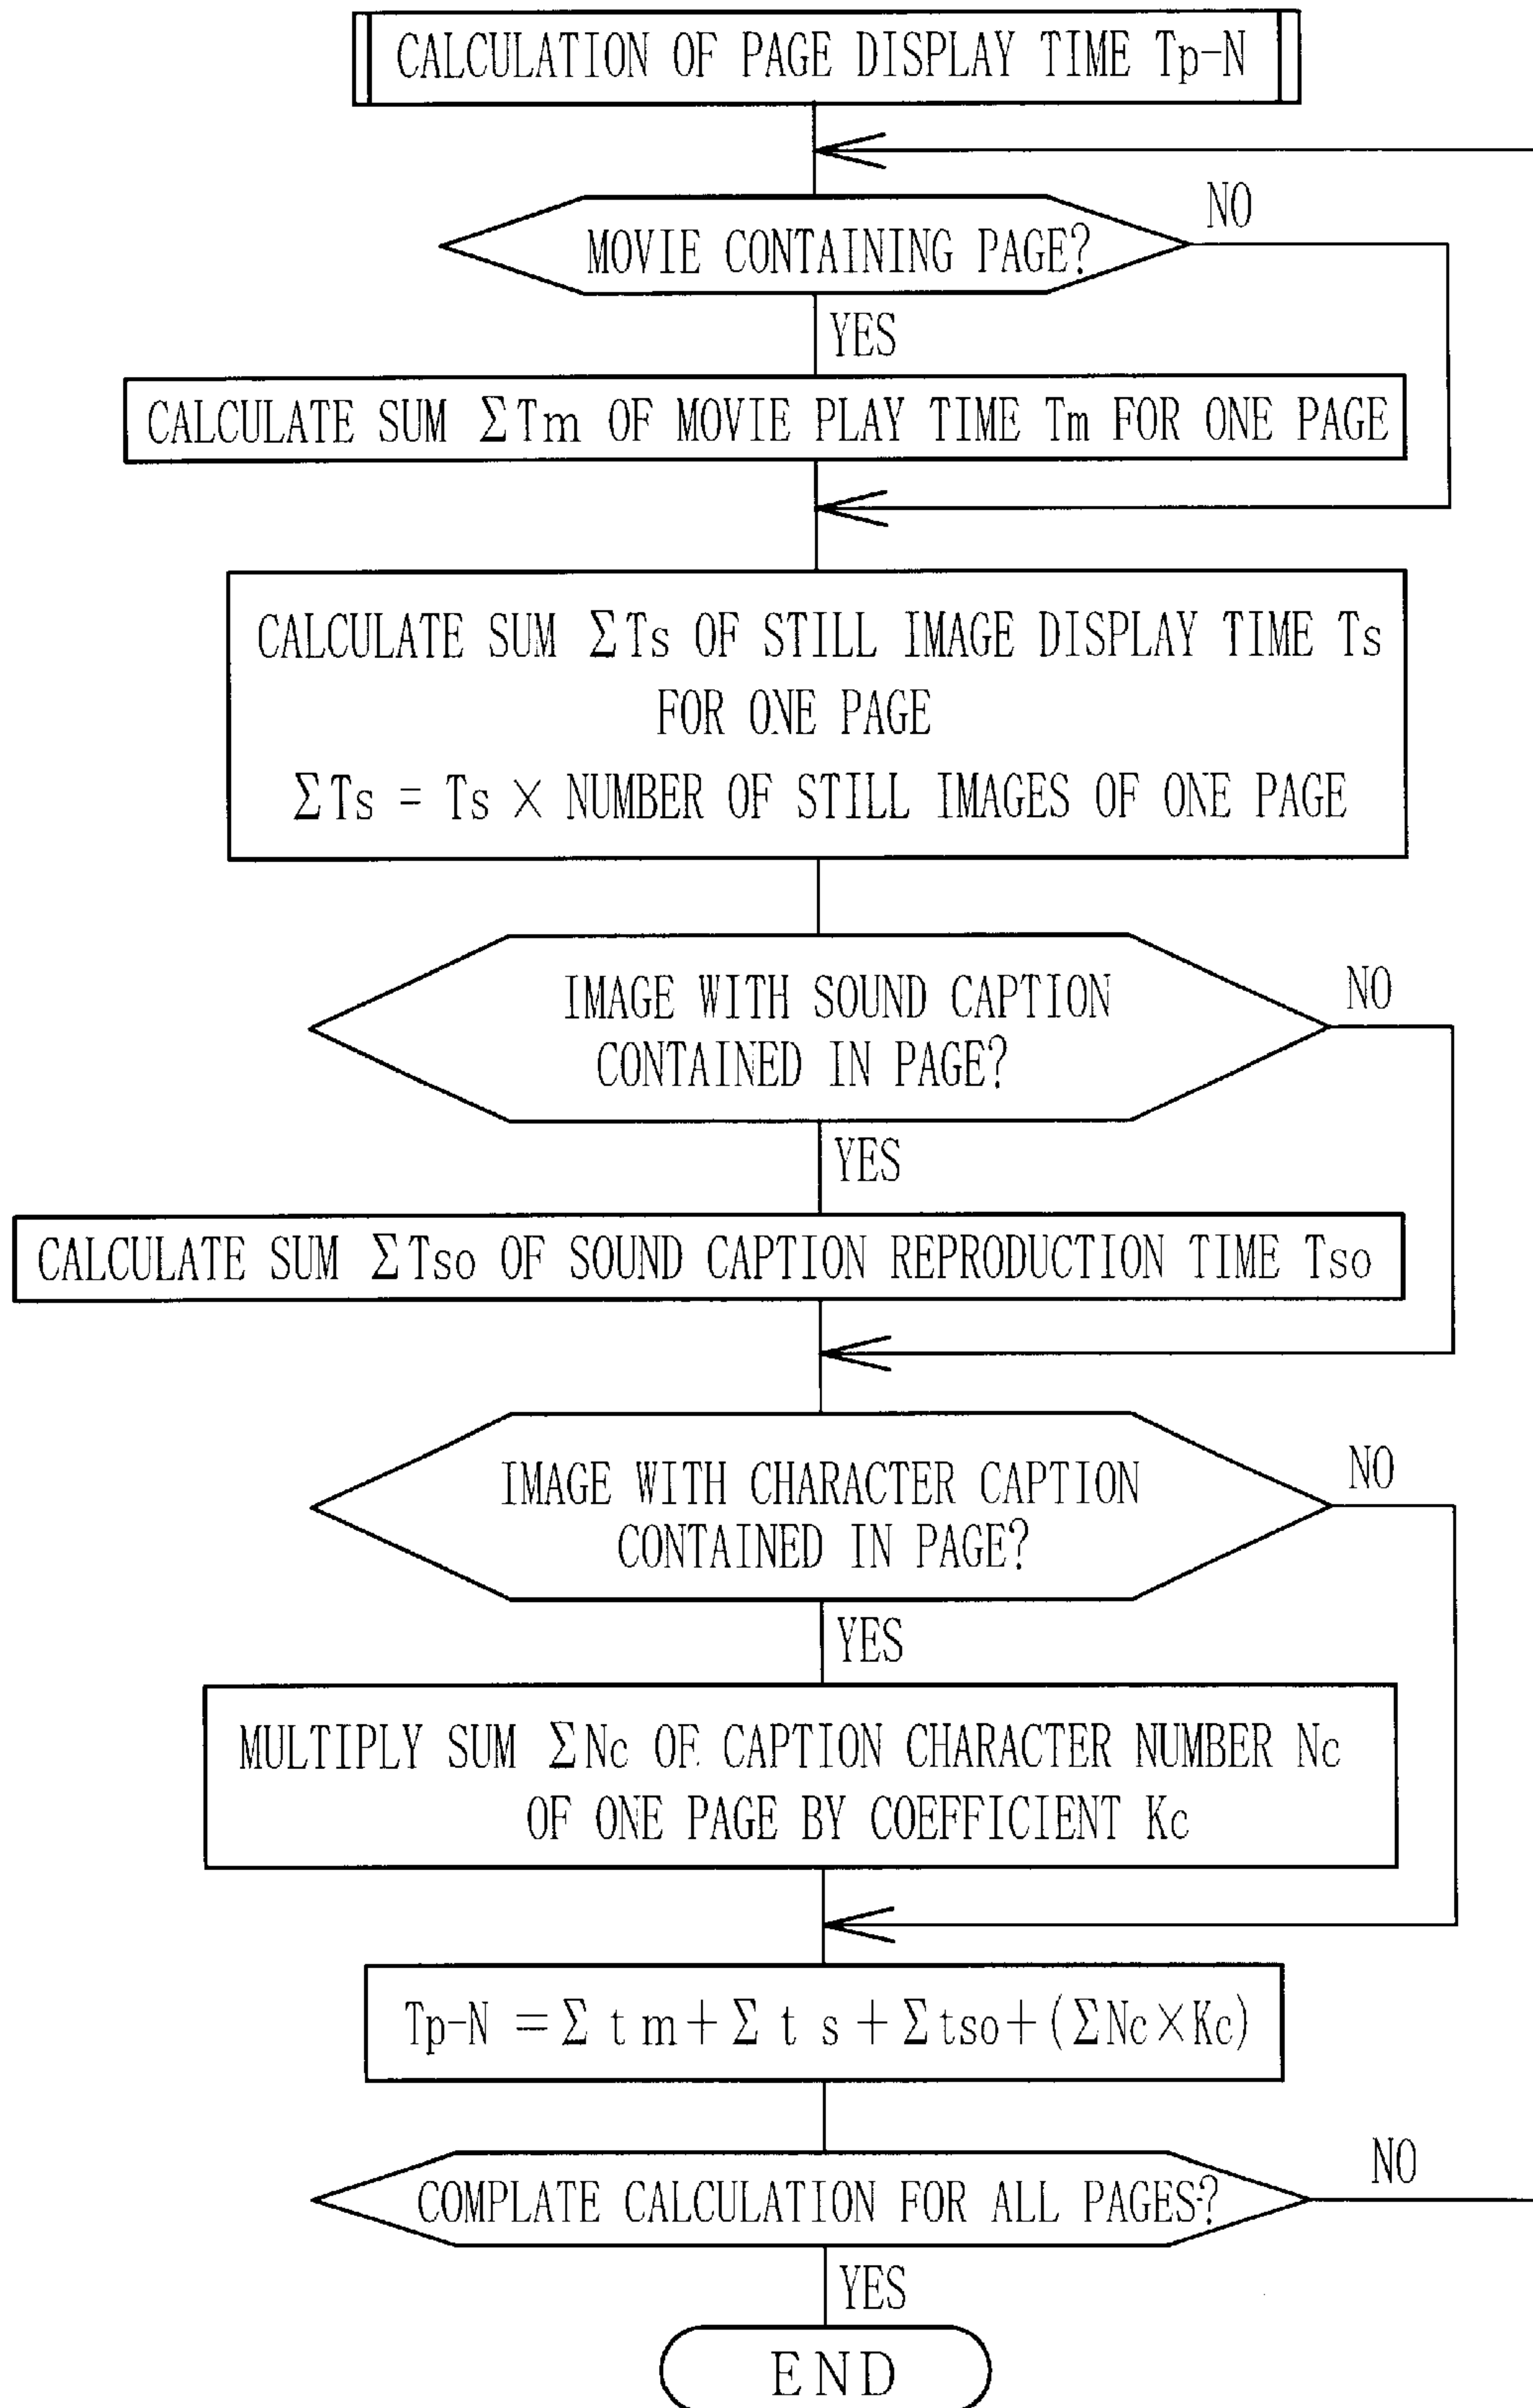 CALCULATION OF PAGE DISPLAY TIME Tp-N
MOVIE CONTAINING PAGE?
NO
YES
CALCULATE SUM ΣTm OF MOVIE PLAY TIME Tm FOR ONE PAGE
CALCULATE SUM ΣTs OF STILL IMAGE DISPLAY TIME Ts
FOR ONE PAGE
ΣTs = Ts × NUMBER OF STILL IMAGES OF ONE PAGE
IMAGE WITH SOUND CAPTION
CONTAINED IN PAGE?
NO
YES
CALCULATE SUM ΣTso OF SOUND CAPTION REPRODUCTION TIME Tso
IMAGE WITH CHARACTER CAPTION
CONTAINED IN PAGE?
NO
YES
MULTIPLY SUM ΣNc OF CAPTION CHARACTER NUMBER Nc
OF ONE PAGE BY COEFFICIENT Kc
Tp-N = Σ t m + Σ t s + Σ tso + (ΣNc × Kc)
COMPLATE CALCULATION FOR ALL PAGES?
NO
YES
END